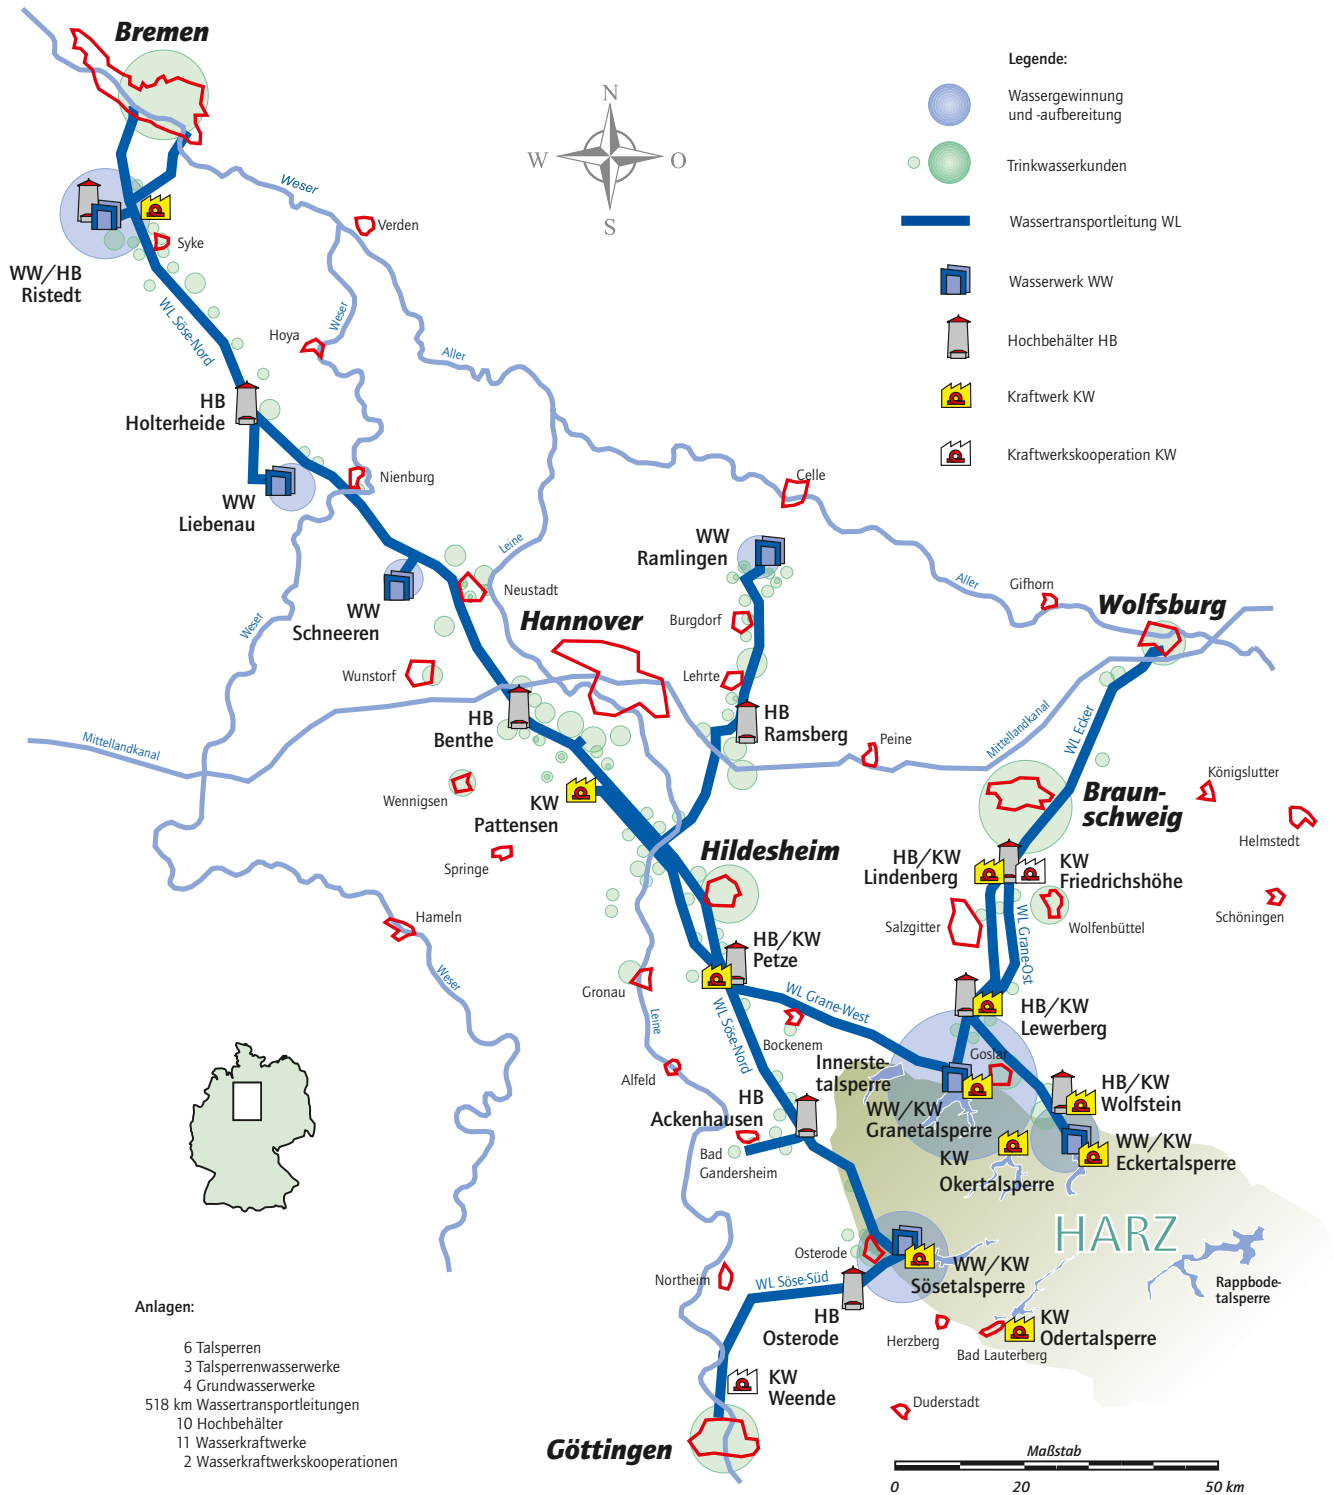 Bremen
Legende:
Wassergewinnung
und -aufbereitung
Trinkwasserkunden
Wassertransportleitung WL
Wasserwerk WW
Hochbehälter HB
Kraftwerk KW
Kraftwerkskooperation KW
N
W
O
S
Weser
Verden
Syke
WW/HB
Ristedt
WL Söse-Nord
Hoya
Weser
Aller
HB
Holterheide
Nienburg
WW
Liebenau
Celle
Leine
WW
Ramlingen
Aller
Gifhorn
Neustadt
WW
Schneeren
Weser
Hannover
Burgdorf
Wolfsburg
Wunstorf
Lehrte
HB
Benthe
HB
Ramsberg
Mittellandkanal
Mittellandkanal
WL Ecker
Peine
Königslutter
Wennigsen
KW
Pattensen
Braun-
schweig
Helmstedt
Springe
Hildesheim
HB/KW
Lindenberg
KW
Friedrichshöhe
Hameln
Salzgitter
WL Grane-Ost
Wolfenbüttel
Schöningen
HB/KW
Petze
Weser
Gronau
WL Grane-West
HB/KW
Lewerberg
Leine
WL Söse-Nord
Bockenem
Innerste-
talsperre
Goslar
Alfeld
HB
Ackenhausen
HB/KW
Wolfstein
WW/KW
Granetalsperre
Bad
Gandersheim
KW
Okertalsperre
WW/KW
Eckertalsperre
HARZ
Osterode
WW/KW
Sösetalsperre
Northeim
WL Söse-Süd
Rappbode-
talsperre
HB
Osterode
Herzberg
KW
Odertalsperre
Bad Lauterberg
KW
Weende
Duderstadt
Göttingen
Anlagen:
6 Talsperren
3 Talsperrenwasserwerke
4 Grundwasserwerke
518 km Wassertransportleitungen
10 Hochbehälter
11 Wasserkraftwerke
2 Wasserkraftwerkskooperationen
Maßstab
0 20 50 km